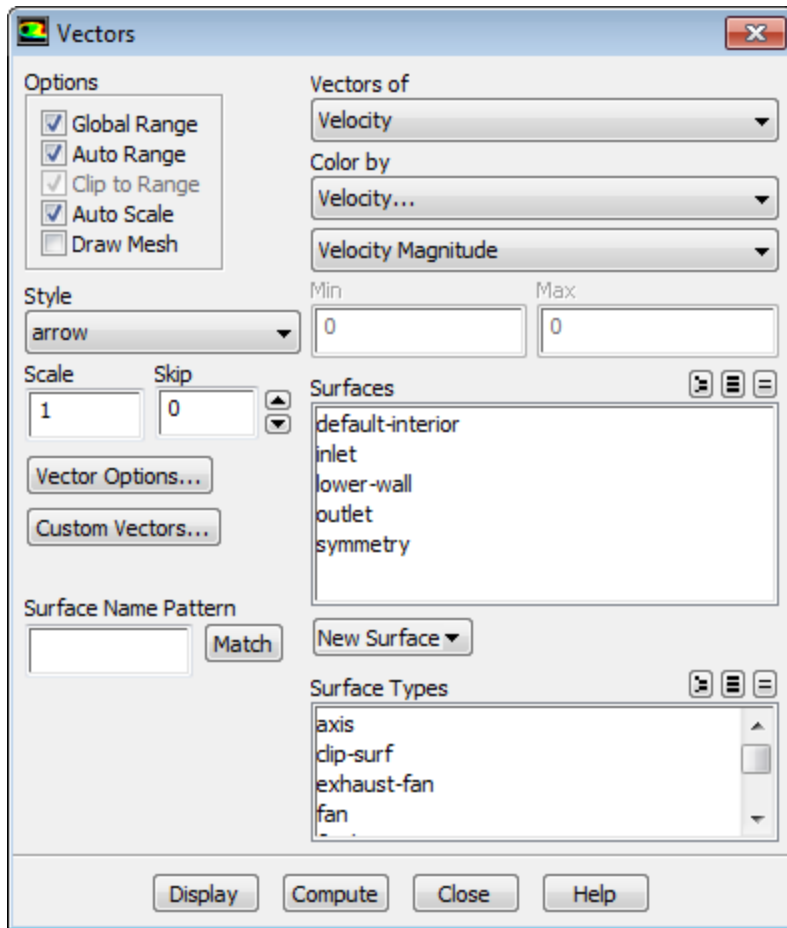 Vectors
Options
Global Range
Auto Range
Clip to Range
Auto Scale
Draw Mesh
Style
arrow
Scale Skip
1 0
Vector Options...
Custom Vectors...
Surface Name Pattern
Match
Vectors of
Velocity
Color by
Velocity...
Velocity Magnitude
Min Max
0 0
Surfaces
default-interior
inlet
lower-wall
outlet
symmetry
New Surface
Surface Types
axis
clip-surf
exhaust-fan
fan
Display Compute Close Help